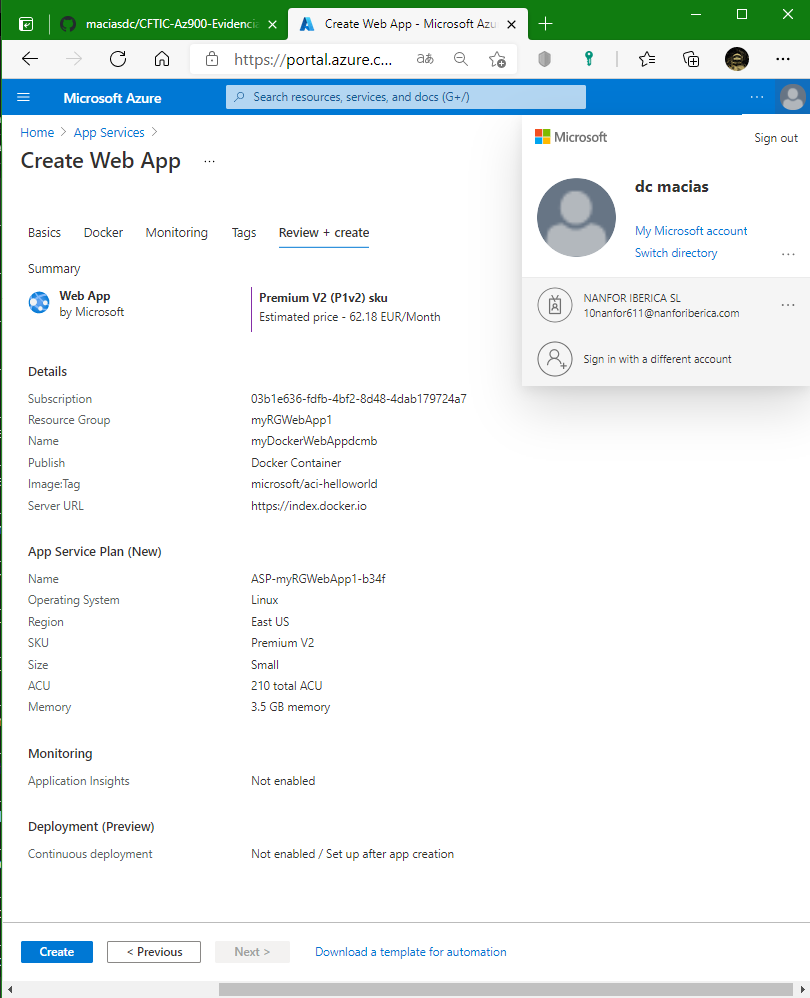 maciasdc/CFTIC-Az900-Evidencia
Create Web App - Microsoft Azu
https://portal.azure.c...
Microsoft Azure
Search resources, services, and docs (G+/)
Home > App Services >
Create Web App ...
Microsoft
Sign out
dc macias
My Microsoft account
Switch directory
NANFOR IBERICA SL
10nanfor611@nanforiberica.com
Sign in with a different account
Basics Docker Monitoring Tags Review + create
Summary
Web App
by Microsoft
Premium V2 (P1v2) sku
Estimated price - 62.18 EUR/Month
Details
Subscription 03b1e636-fdfb-4bf2-8d48-4dab179724a7
Resource Group myRGWebApp1
Name myDockerWebAppdcmb
Publish Docker Container
Image:Tag microsoft/aci-helloworld
Server URL https://index.docker.io
App Service Plan (New)
Name ASP-myRGWebApp1-b34f
Operating System Linux
Region East US
SKU Premium V2
Size Small
ACU 210 total ACU
Memory 3.5 GB memory
Monitoring
Application Insights Not enabled
Deployment (Preview)
Continuous deployment Not enabled / Set up after app creation
Create < Previous Next > Download a template for automation